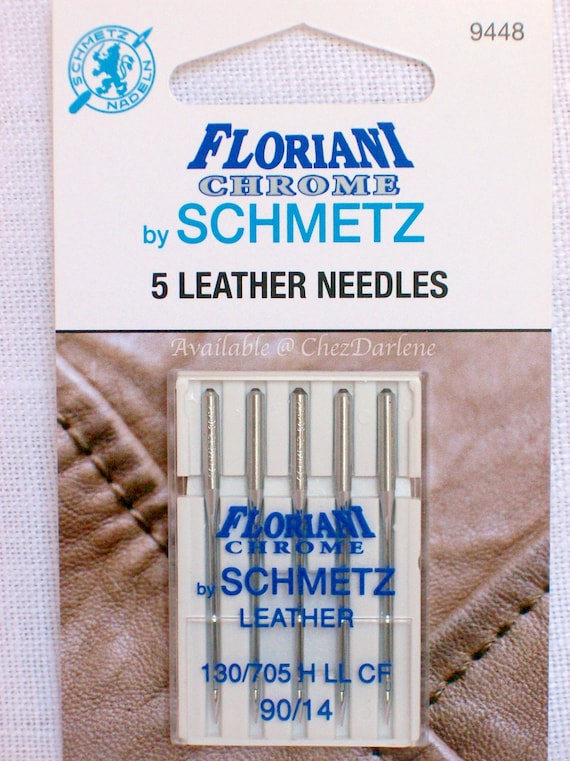 SCHMETZ
NADELN
9448
FLORIANI
CHROME
by SCHMETZ
5 LEATHER NEEDLES
Available @ ChezDarlene
FLORIANI
CHROME
by SCHMETZ
LEATHER
130/705 H LL CF
90/14